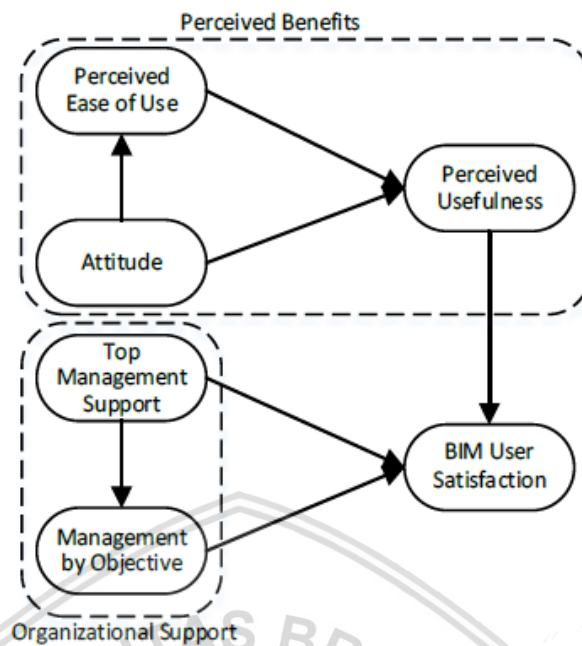 Perceived Benefits
Perceived
Ease of Use
Perceived
Usefulness
Attitude
Top
Management
Support
BIM User
Satisfaction
Management
by Objective
Organizational Support